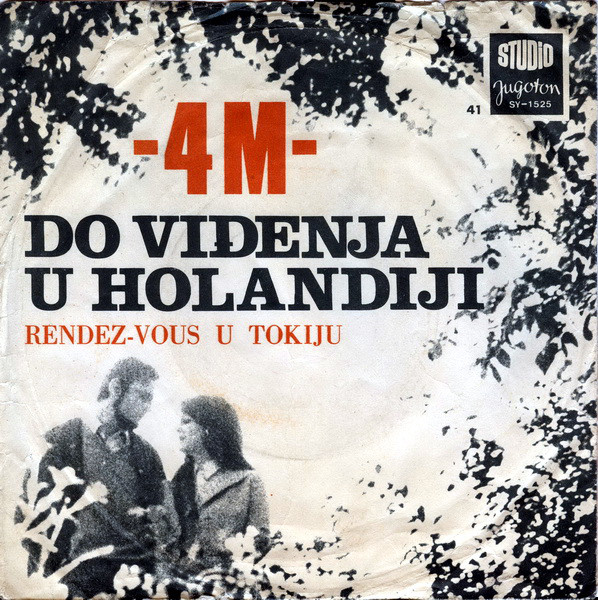 STUDIO
Jugoton
SY-1525
41
-4M-
DO VIĐENJA
U HOLANDIJI
RENDEZ-VOUS U TOKIJU